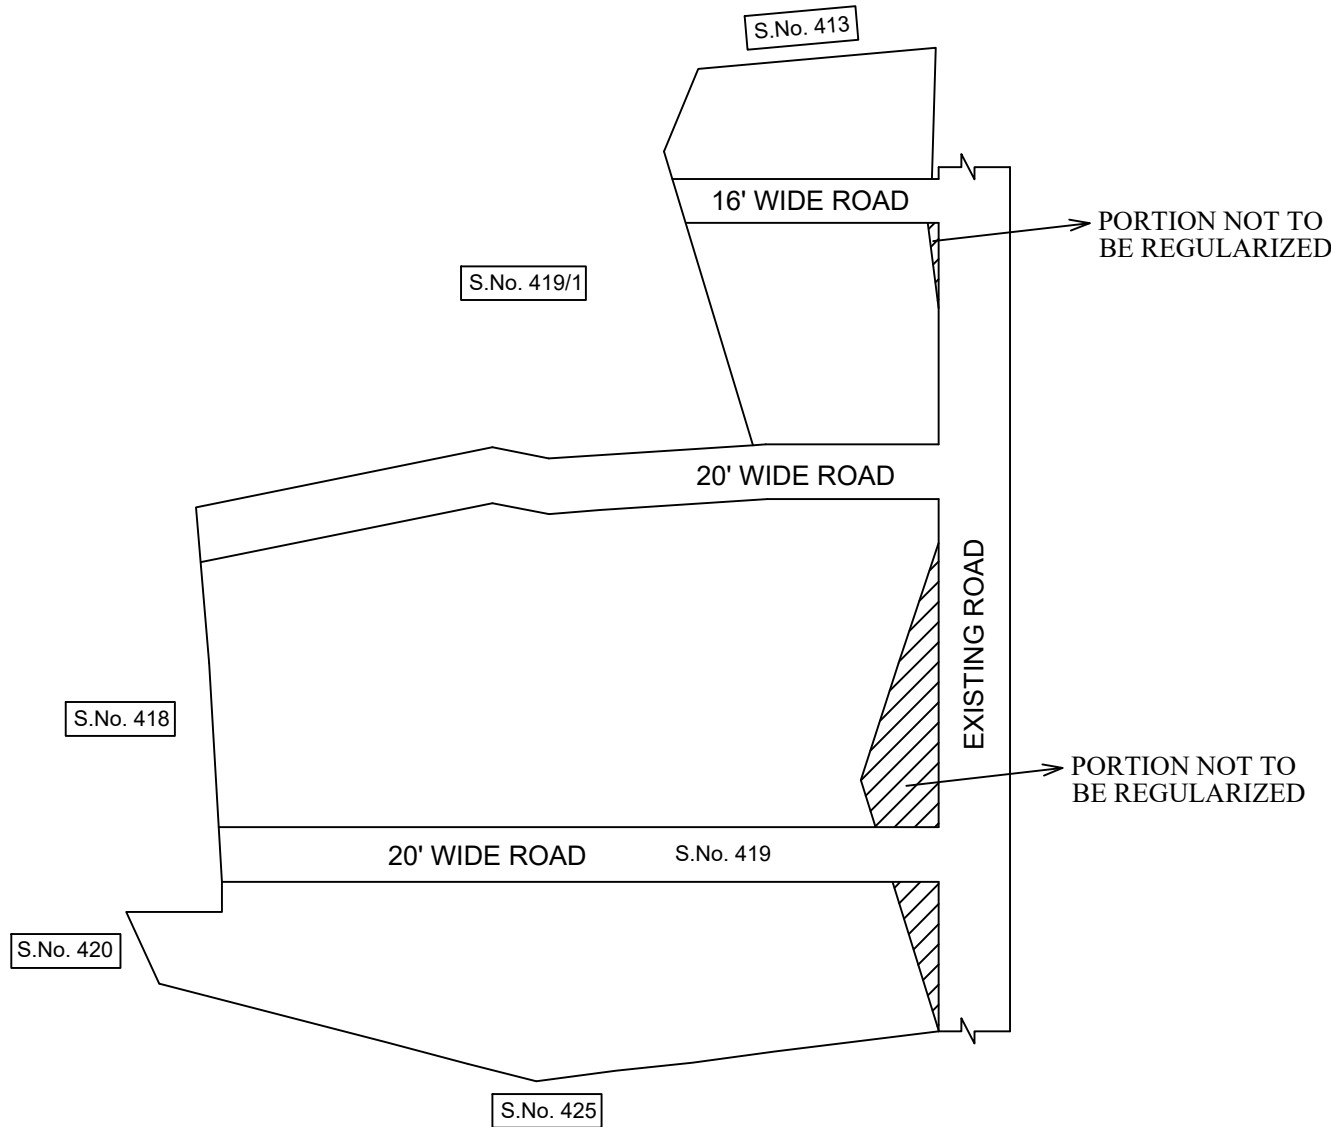 S.No. 413
16' WIDE ROAD
PORTION NOT TO
BE REGULARIZED
S.No. 419/1
20' WIDE ROAD
EXISTING ROAD
S.No. 418
PORTION NOT TO
BE REGULARIZED
20' WIDE ROAD
S.No. 419
S.No. 420
S.No. 425